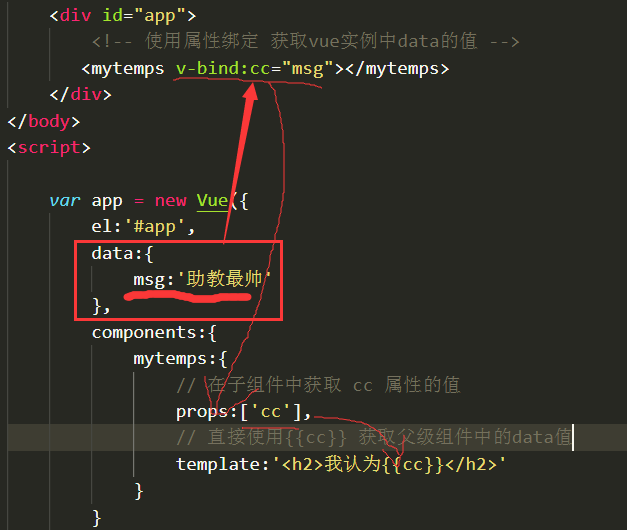 <div id="app">
<!-- 使用属性绑定 获取vue实例中data的值 -->
<mytemps v-bind:cc="msg"></mytemps>
</div>
</body>
<script>
var app = new Vue({
el:'#app',
data:{
msg:'助教最帅'
},
components:{
mytemps:{
// 在子组件中获取 cc 属性的值
props:['cc'],
// 直接使用{{cc}} 获取父级组件中的data值
template:'<h2>我认为{{cc}}</h2>'
}
}